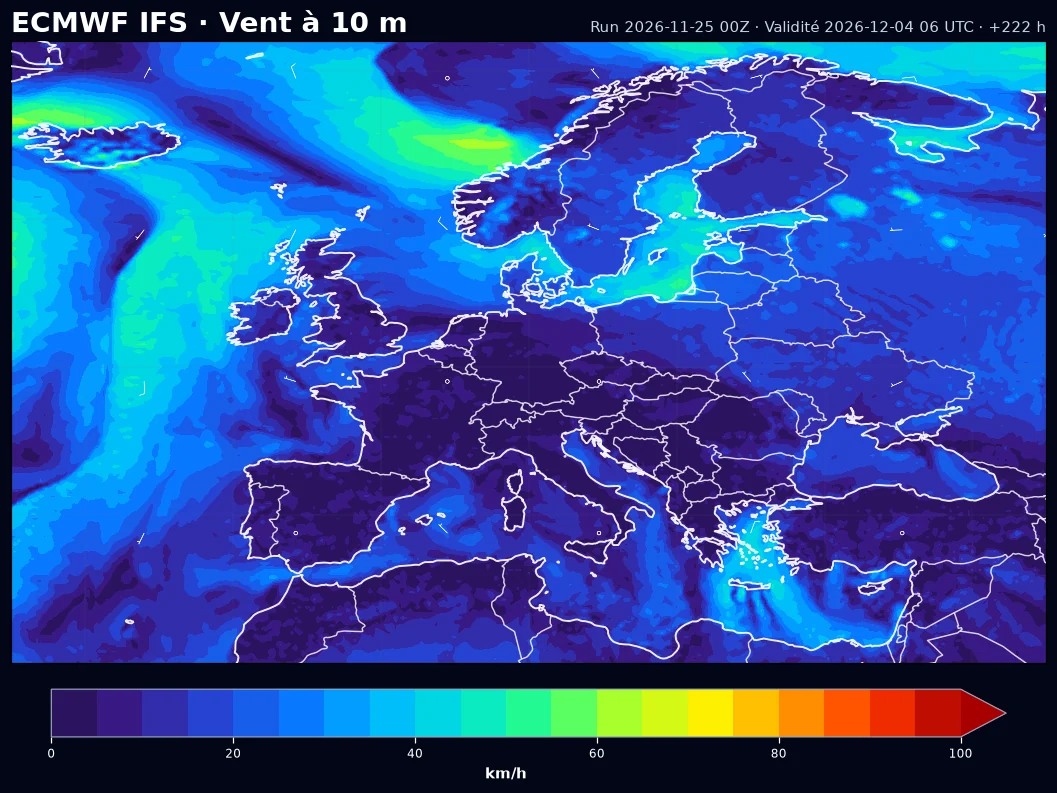 ECMWF IFS · Vent à 10 m
Run 2026-11-25 00Z · Validité 2026-12-04 06 UTC · +222 h
0 20 40 60 80 100
km/h